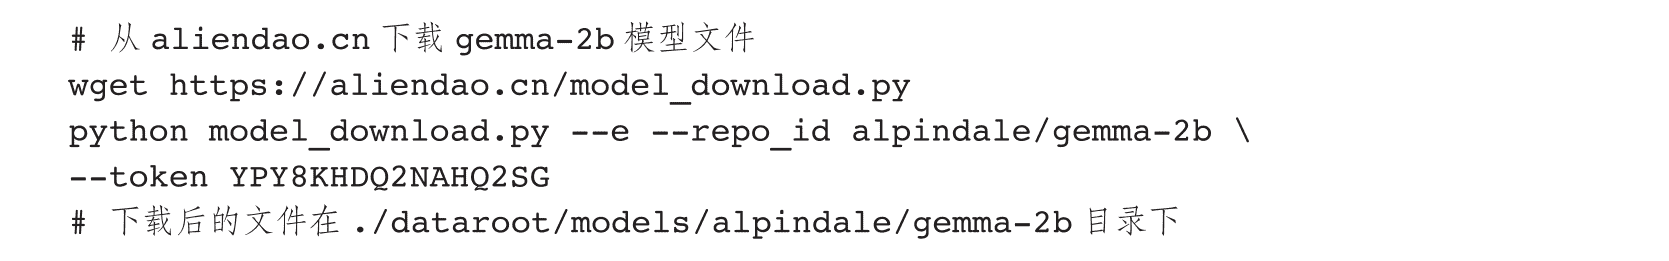 # 从 aliendao.cn 下载 gemma-2b 模型文件
wget https://aliendao.cn/model_download.py
python model_download.py --e --repo_id alpindale/gemma-2b \
--token YPY8KHDQ2NAHQ2SG
# 下载后的文件在 ./dataroot/models/alpindale/gemma-2b 目录下